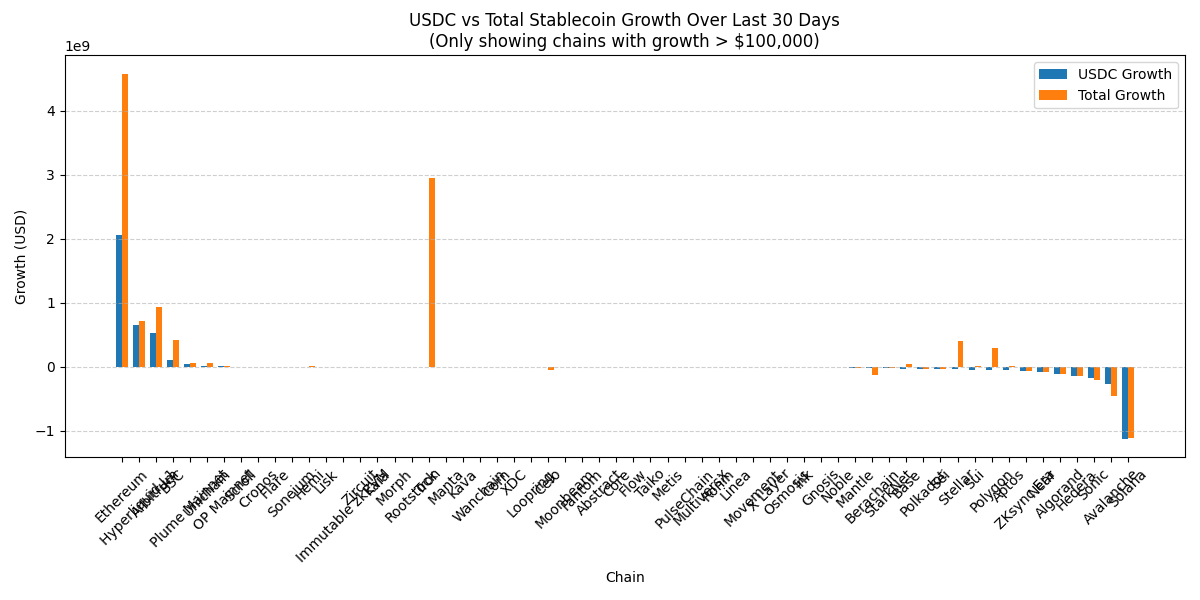 USDC vs Total Stablecoin Growth Over Last 30 Days
(Only showing chains with growth > $100,000)
1e9
USDC Growth
Total Growth
4
3
2
1
0
−1
Growth (USD)
Ethereum
Hyperliquid L1
Arbitrum
BSC
Plume Mainnet
Unichain
OP Mainnet
Scroll
Cronos
Flare
Soneium
Hemi
Lisk
Immutable zkEVM
Zircuit
Kaia
Morph
Rootstock
Tron
Manta
Kava
Wanchain
XDC
Loopring
Celo
Moonbeam
Fantom
Abstract
Core
Flow
Taiko
Metis
PulseChain
MultiversX
Ronin
Linea
Movement
X Layer
Osmosis
Ink
Gnosis
Noble
Mantle
Berachain
Starknet
Base
Polkadot
Sei
Stellar
Sui
Polygon
Aptos
ZKsync Era
Near
Algorand
Hedera
Sonic
Avalanche
Solana
Chain